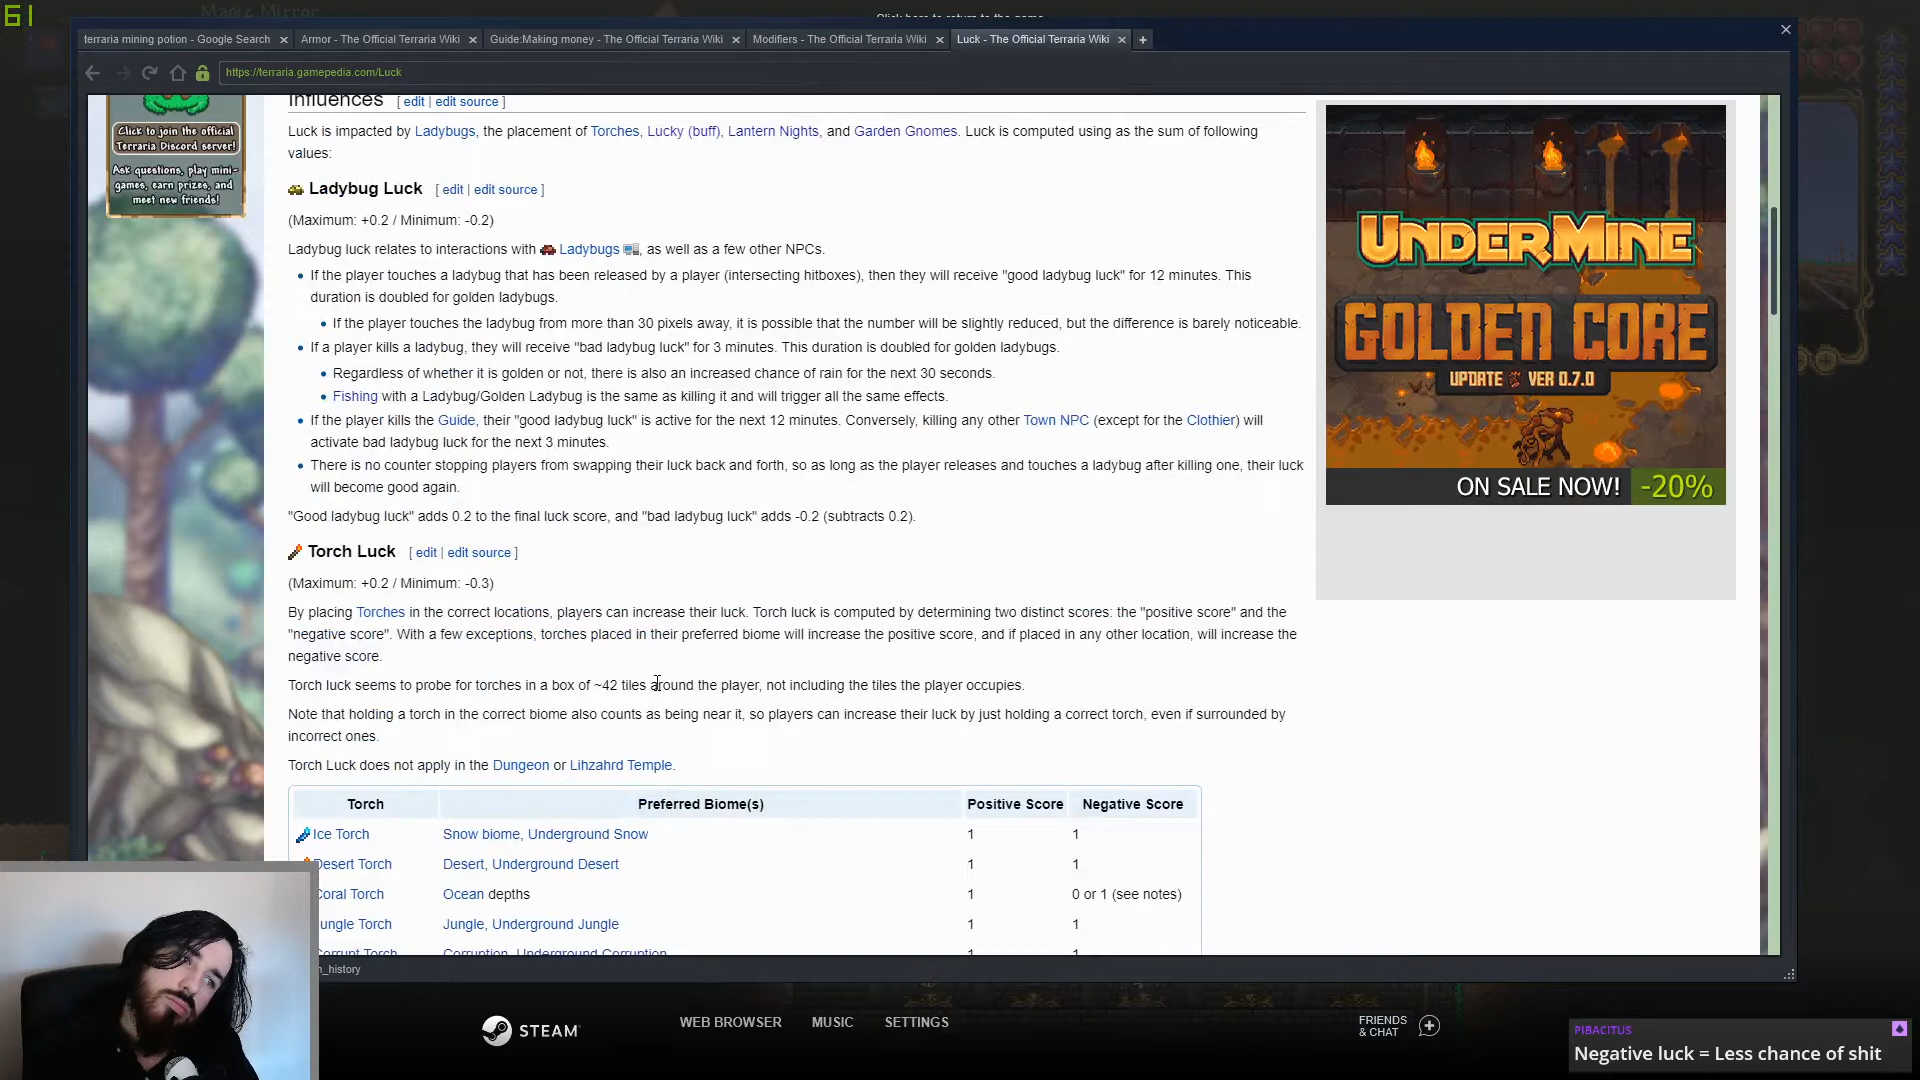 61
Magic Mirror
Click here to return to the game
terraria mining potion - Google Search
Armor - The Official Terraria Wiki
Guide:Making money - The Official Terraria Wiki
Modifiers - The Official Terraria Wiki
Luck - The Official Terraria Wiki
https://terraria.gamepedia.com/Luck
Click to join the official
Terraria Discord server!
Ask questions, play mini-
games, earn prizes, and
meet new friends!
Influences [ edit | edit source ]
Luck is impacted by Ladybugs, the placement of Torches, Lucky (buff), Lantern Nights, and Garden Gnomes. Luck is computed using as the sum of following
values:
Ladybug Luck [ edit | edit source ]
(Maximum: +0.2 / Minimum: -0.2)
Ladybug luck relates to interactions with Ladybugs , as well as a few other NPCs.
• If the player touches a ladybug that has been released by a player (intersecting hitboxes), then they will receive "good ladybug luck" for 12 minutes. This
duration is doubled for golden ladybugs.
• If the player touches the ladybug from more than 30 pixels away, it is possible that the number will be slightly reduced, but the difference is barely noticeable.
• If a player kills a ladybug, they will receive "bad ladybug luck" for 3 minutes. This duration is doubled for golden ladybugs.
• Regardless of whether it is golden or not, there is also an increased chance of rain for the next 30 seconds.
• Fishing with a Ladybug/Golden Ladybug is the same as killing it and will trigger all the same effects.
• If the player kills the Guide, their "good ladybug luck" is active for the next 12 minutes. Conversely, killing any other Town NPC (except for the Clothier) will
activate bad ladybug luck for the next 3 minutes.
• There is no counter stopping players from swapping their luck back and forth, so as long as the player releases and touches a ladybug after killing one, their luck
will become good again.
"Good ladybug luck" adds 0.2 to the final luck score, and "bad ladybug luck" adds -0.2 (subtracts 0.2).
Torch Luck [ edit | edit source ]
(Maximum: +0.2 / Minimum: -0.3)
By placing Torches in the correct locations, players can increase their luck. Torch luck is computed by determining two distinct scores: the "positive score" and the
"negative score". With a few exceptions, torches placed in their preferred biome will increase the positive score, and if placed in any other location, will increase the
negative score.
Torch luck seems to probe for torches in a box of ~42 tiles around the player, not including the tiles the player occupies.
Note that holding a torch in the correct biome also counts as being near it, so players can increase their luck by just holding a correct torch, even if surrounded by
incorrect ones.
Torch Luck does not apply in the Dungeon or Lihzahrd Temple.
Torch Preferred Biome(s) Positive Score Negative Score
Ice Torch Snow biome, Underground Snow 1 1
Desert Torch Desert, Underground Desert 1 1
Coral Torch Ocean depths 1 0 or 1 (see notes)
ungle Torch Jungle, Underground Jungle 1 1
Corrupt Torch Corruption, Underground Corruption 1 1
UNDERMINE
GOLDEN CORE
UPDATE VER 0.7.0
ON SALE NOW! -20%
_history
STEAM
WEB BROWSER
MUSIC
SETTINGS
FRIENDS
& CHAT
PIBACITUS
Negative luck = Less chance of shit